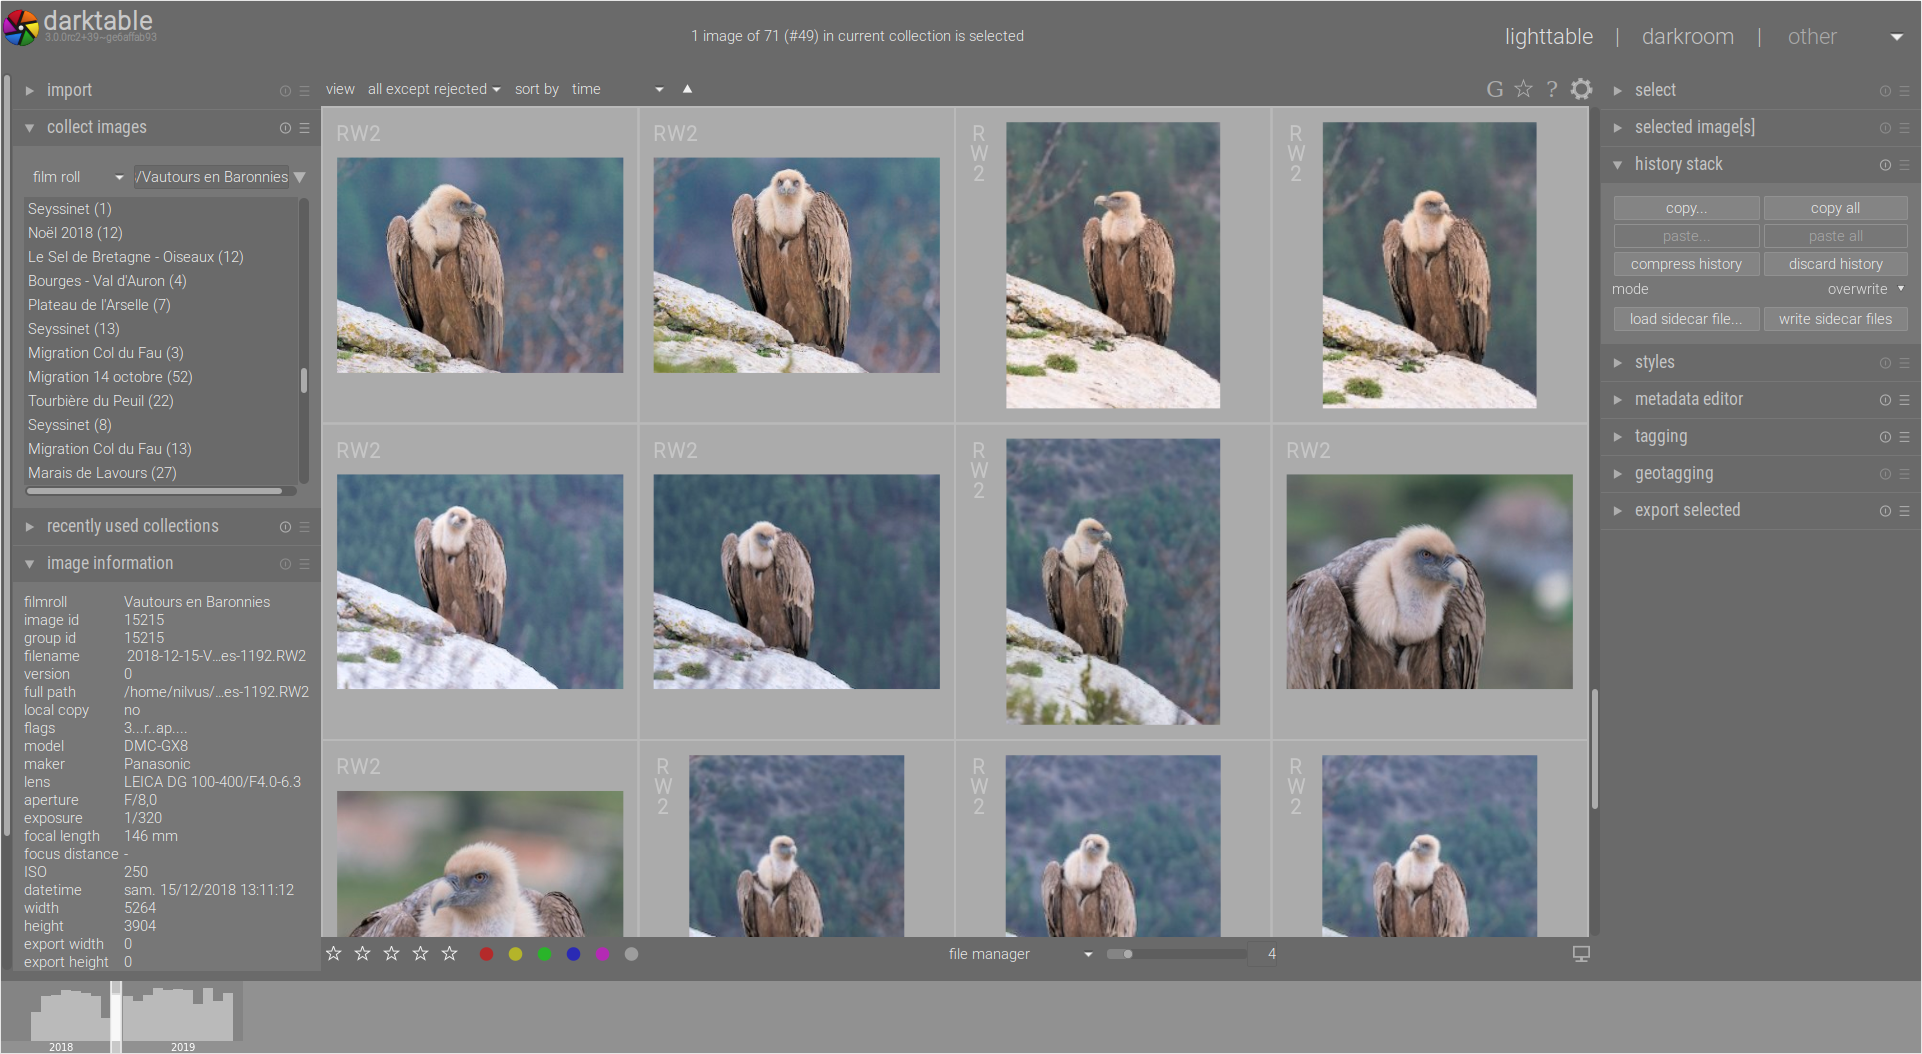 darktable
3.0.0rc2+39~ge6affab93
1 image of 71 (#49) in current collection is selected
lighttable | darkroom | other
import
collect images
film roll /Vautours en Baronnies
Seyssinet (1)
Noël 2018 (12)
Le Sel de Bretagne - Oiseaux (12)
Bourges - Val d'Auron (4)
Plateau de l'Arselle (7)
Seyssinet (13)
Migration Col du Fau (3)
Migration 14 octobre (52)
Tourbière du Peuil (22)
Seyssinet (8)
Migration Col du Fau (13)
Marais de Lavours (27)
recently used collections
image information
filmroll Vautours en Baronnies
image id 15215
group id 15215
filename 2018-12-15-V...es-1192.RW2
version 0
full path /home/nilvus/...es-1192.RW2
local copy no
flags 3...r..ap....
model DMC-GX8
maker Panasonic
lens LEICA DG 100-400/F4.0-6.3
aperture F/8,0
exposure 1/320
focal length 146 mm
focus distance -
ISO 250
datetime sam. 15/12/2018 13:11:12
width 5264
height 3904
export width 0
export height 0
view all except rejected sort by time
G ?
RW2
RW2
R
W
2
R
W
2
RW2
RW2
R
W
2
RW2
RW2
R
W
2
R
W
2
R
W
2
file manager 4
select
selected image[s]
history stack
copy... copy all
paste... paste all
compress history discard history
mode overwrite
load sidecar file... write sidecar files
styles
metadata editor
tagging
geotagging
export selected
2018 2019